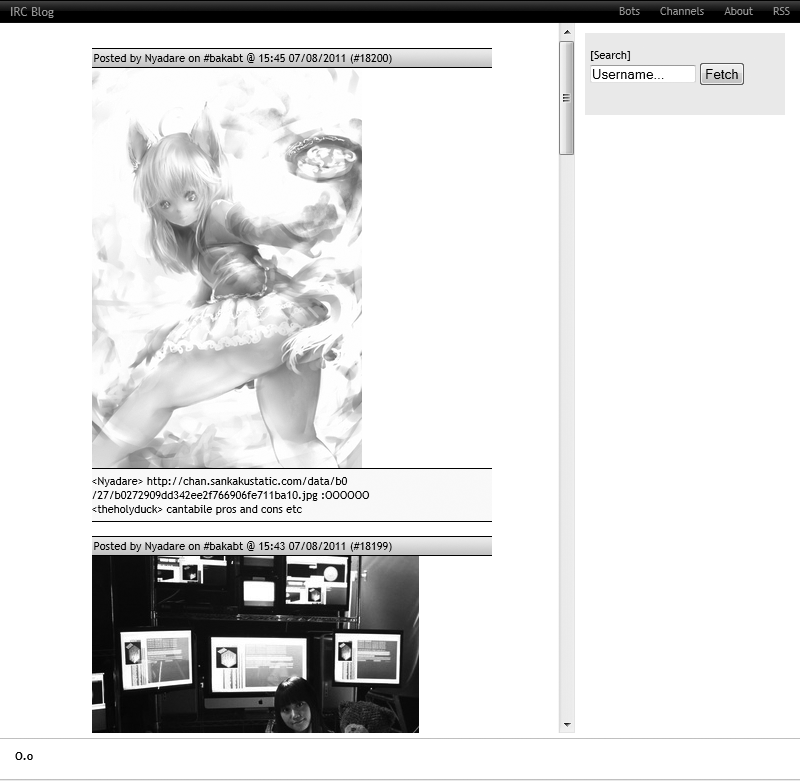 IRC Blog
Bots Channels About RSS
Posted by Nyadare on #bakabt @ 15:45 07/08/2011 (#18200)
[Search]
Username...
Fetch
<Nyadare> http://chan.sankakustatic.com/data/b0
/27/b0272909dd342ee2f766906fe711ba10.jpg :OOOOOO
<theholyduck> cantabile pros and cons etc
Posted by Nyadare on #bakabt @ 15:43 07/08/2011 (#18199)
O.o